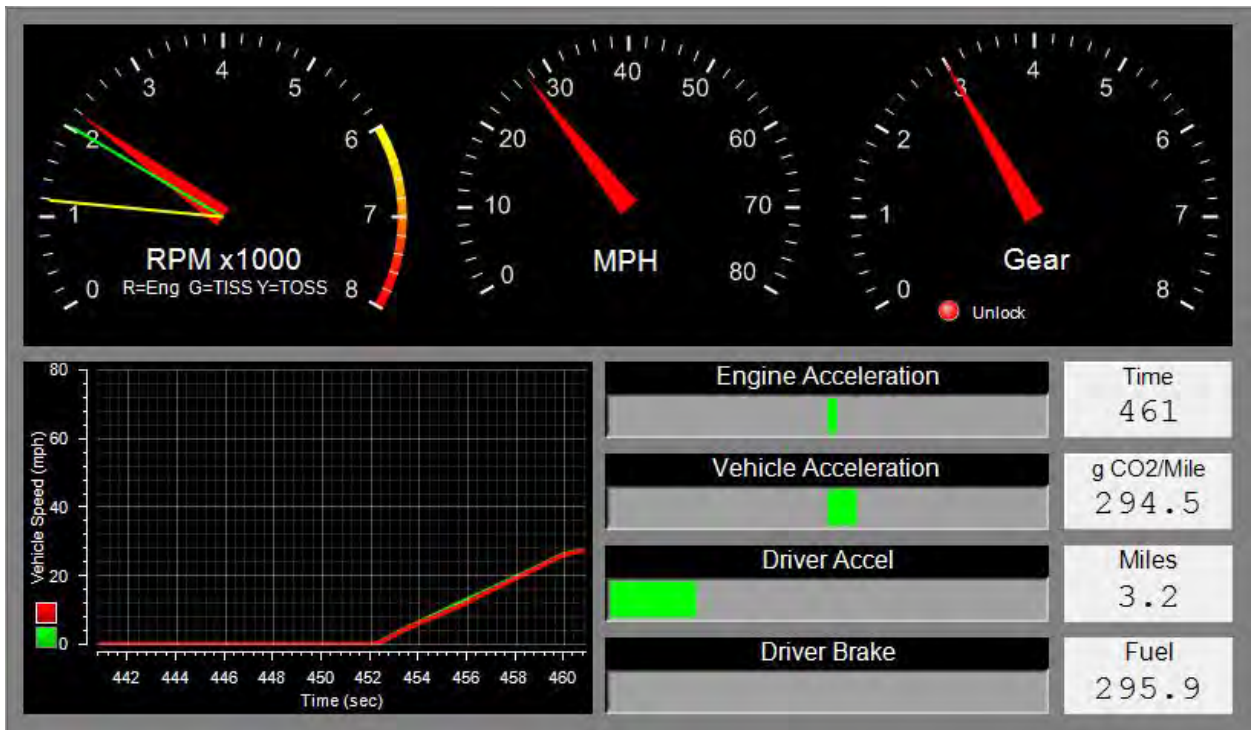 0 1 2 3 4 5 6 7 8
RPM x1000
R=Eng G=TISS Y=TOSS
0 10 20 30 40 50 60 70 80
MPH
0 1 2 3 4 5 6 7 8
Gear
Unlock
Vehicle Speed (mph)
80
60
40
20
0
442 444 446 448 450 452 454 456 458 460
Time (sec)
Engine Acceleration
Vehicle Acceleration
Driver Accel
Driver Brake
Time
461
g CO2/Mile
294.5
Miles
3.2
Fuel
295.9